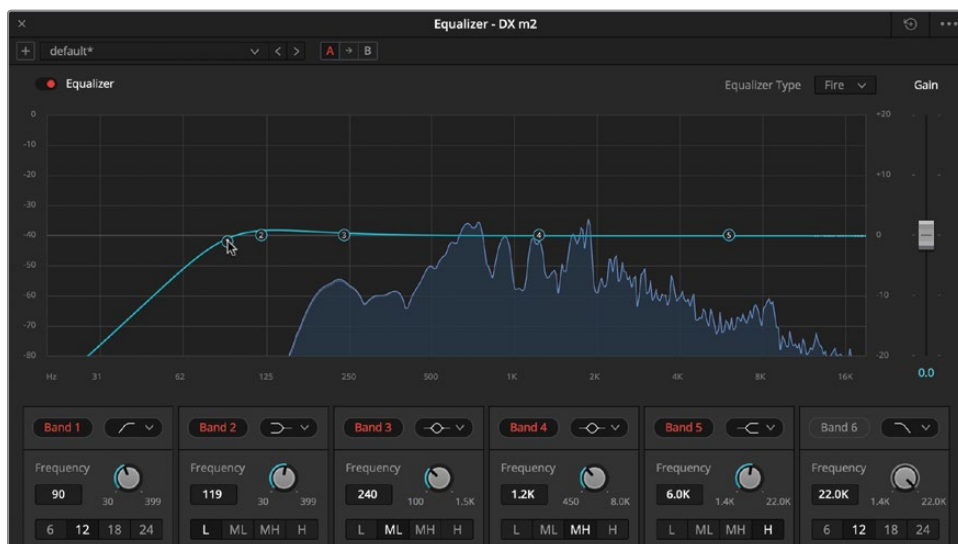 Equalizer - DX m2
default*
A B
Equalizer
Equalizer Type Fire Gain
0 +20
-10
-20 +10
-30
-40 2 3 4 5 0
-50
-60 -10
-70
-80 -20
Hz 31 62 125 250 500 1K 2K 4K 8K 16K 0.0
Band 1 Band 2 Band 3 Band 4 Band 5 Band 6
Frequency Frequency Frequency Frequency Frequency Frequency
90 119 240 1.2K 6.0K 22.0K
30 399 30 399 100 1.5K 450 8.0K 1.4K 22.0K 1.4K 22.0K
6 12 18 24 L ML MH H L ML MH H L ML MH H L ML MH H 6 12 18 24